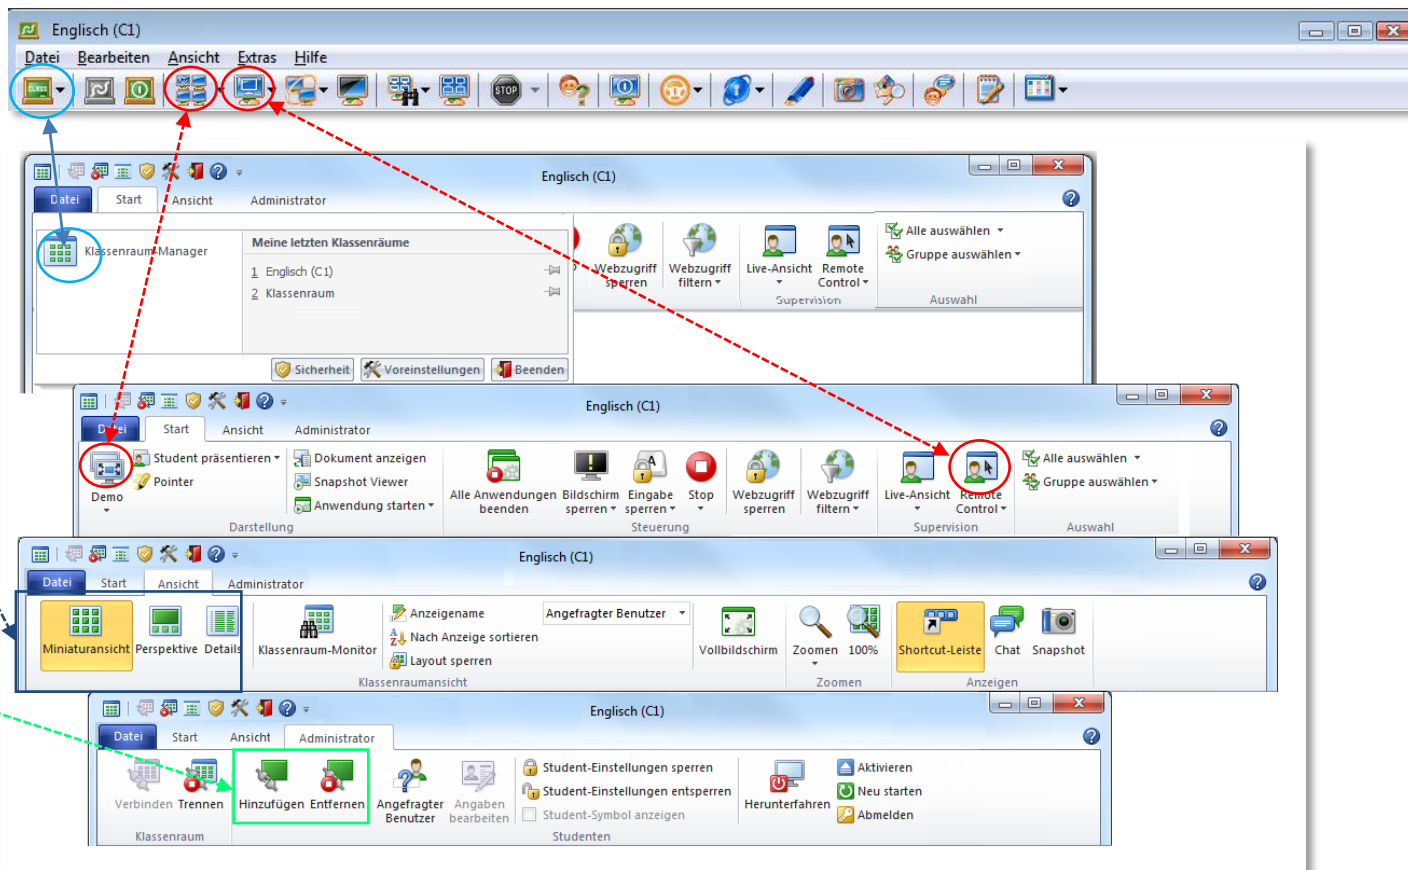 Englisch (C1)
Datei Bearbeiten Ansicht Extras Hilfe
CLASS STOP
Englisch (C1)
Datei Start Ansicht Administrator
Klassenraum-Manager
Meine letzten Klassenräume
1 Englisch (C1)
2 Klassenraum
Sicherheit Voreinstellungen Beenden
Webzugriff sperren
Webzugriff filtern
Live-Ansicht
Remote Control
Supervision
Alle auswählen
Gruppe auswählen
Auswahl
Englisch (C1)
Datei Start Ansicht Administrator
Demo
Student präsentieren
Pointer
Dokument anzeigen
Snapshot Viewer
Anwendung starten
Darstellung
Alle Anwendungen beenden
Bildschirm sperren
Eingabe sperren
Stop
Webzugriff sperren
Webzugriff filtern
Steuerung
Live-Ansicht
Remote Control
Supervision
Alle auswählen
Gruppe auswählen
Auswahl
Englisch (C1)
Datei Start Ansicht Administrator
Miniaturansicht Perspektive Details
Klassenraum-Monitor
Anzeigename Angefragter Benutzer
Nach Anzeige sortieren
Layout sperren
Klassenraumansicht
Vollbildschirm
Zoomen 100%
Zoomen
Shortcut-Leiste Chat Snapshot
Anzeigen
Englisch (C1)
Datei Start Ansicht Administrator
Verbinden Trennen
Klassenraum
Hinzufügen Entfernen
Angefragter Benutzer
Angaben bearbeiten
Student-Einstellungen sperren
Student-Einstellungen entsperren
Student-Symbol anzeigen
Studenten
Herunterfahren
Aktivieren
Neu starten
Abmelden